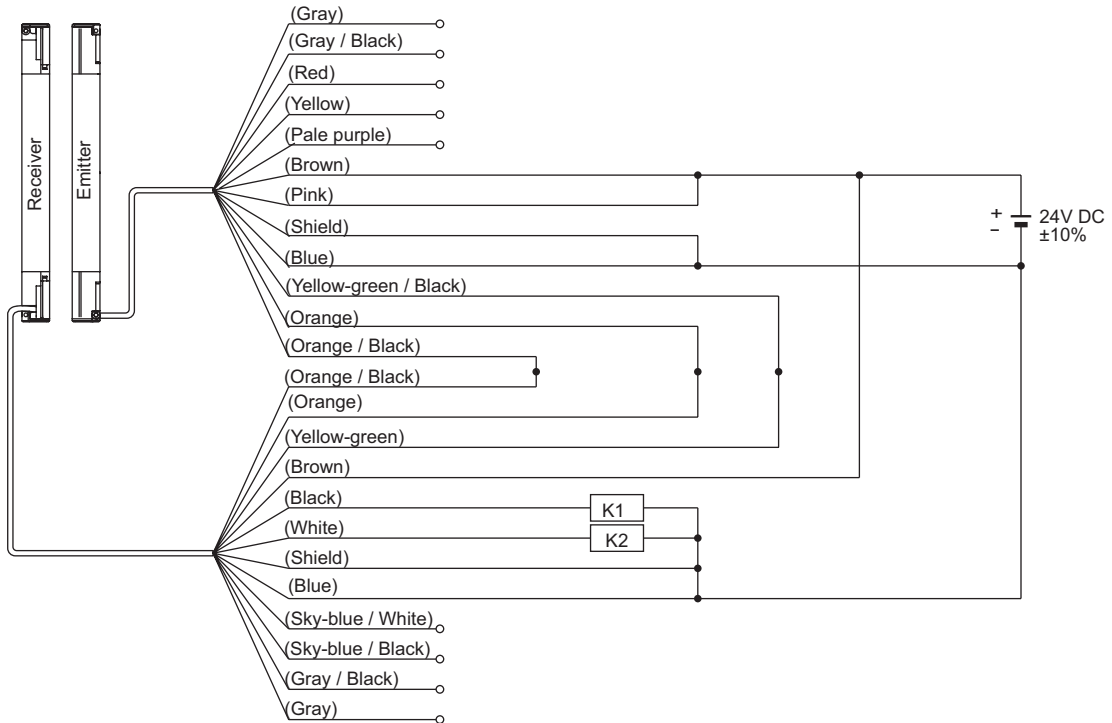 Receiver
Emitter
(Gray)
(Gray / Black)
(Red)
(Yellow)
(Pale purple)
(Brown)
(Pink)
(Shield)
(Blue)
(Yellow-green / Black)
(Orange)
(Orange / Black)
(Orange / Black)
(Orange)
(Yellow-green)
(Brown)
(Black)
K1
(White)
K2
(Shield)
(Blue)
(Sky-blue / White)
(Sky-blue / Black)
(Gray / Black)
(Gray)
+
−
24V DC
±10%